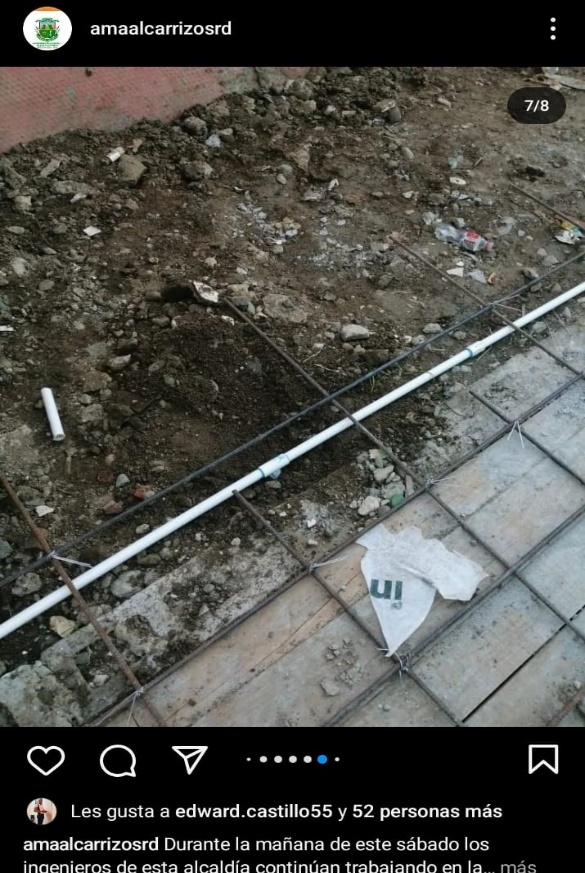 amaalcarrizosrd
7/8
in
Les gusta a edward.castillo55 y 52 personas más
amaalcarrizosrd Durante la mañana de este sábado los
ingenieros de esta alcaldía continúan trabajando en la... más